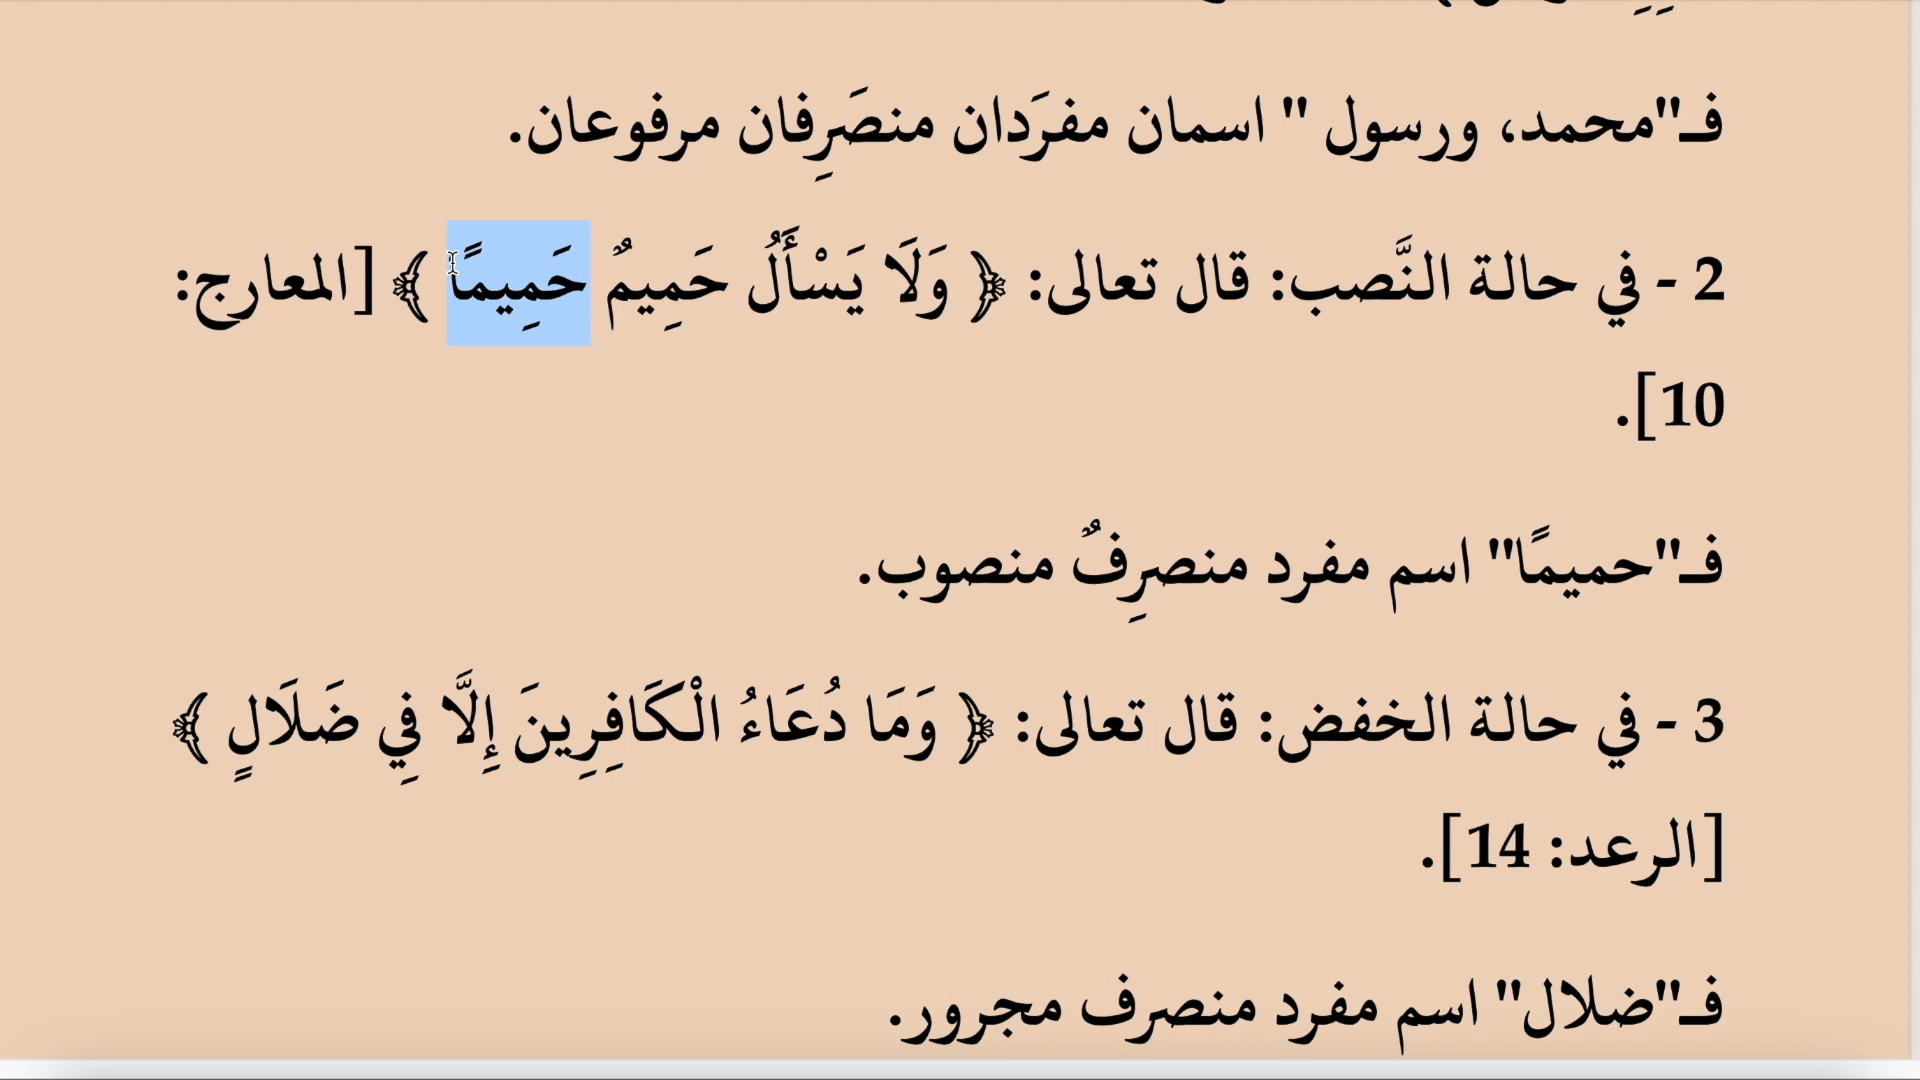 فـ"محمد، ورسول " اسمان مفرَدان منصَرِفان مرفوعان.
2 - في حالة النَّصب: قال تعالى: ﴿ وَلَا يَسْأَلُ حَمِيمٌ حَمِيمًا ﴾ [المعارج:
10].
فـ"حميمًا" اسم مفرد منصرِفٌ منصوب.
3 - في حالة الخفض: قال تعالى: ﴿ وَمَا دُعَاءُ الْكَافِرِينَ إِلَّا فِي ضَلَالٍ ﴾
[الرعد: 14].
فـ"ضلال" اسم مفرد منصرف مجرور.